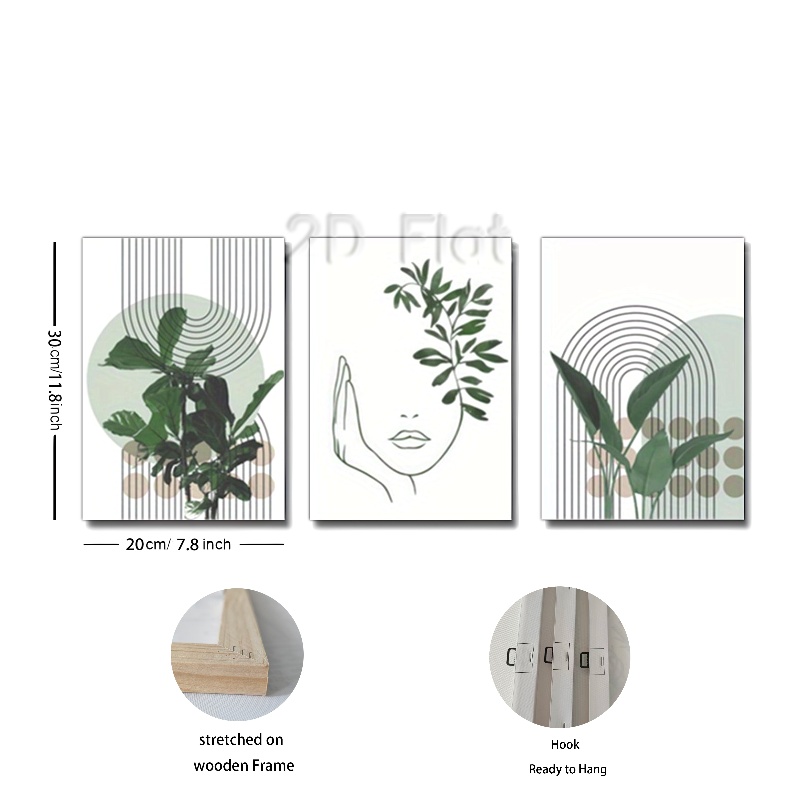 2D Flat
30cm/11.8inch
20cm/ 7.8 inch
stretched on
wooden Frame
Hook
Ready to Hang